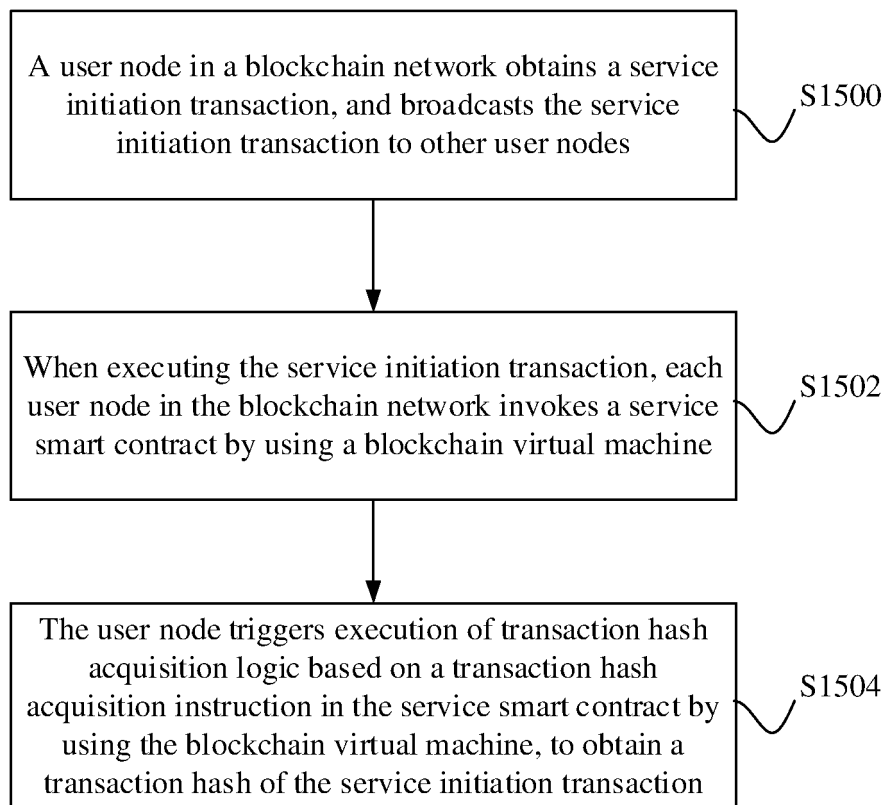 A user node in a blockchain network obtains a service
initiation transaction, and broadcasts the service
initiation transaction to other user nodes
S1500
When executing the service initiation transaction, each
user node in the blockchain network invokes a service
smart contract by using a blockchain virtual machine
S1502
The user node triggers execution of transaction hash
acquisition logic based on a transaction hash
acquisition instruction in the service smart contract by
using the blockchain virtual machine, to obtain a
transaction hash of the service initiation transaction
S1504